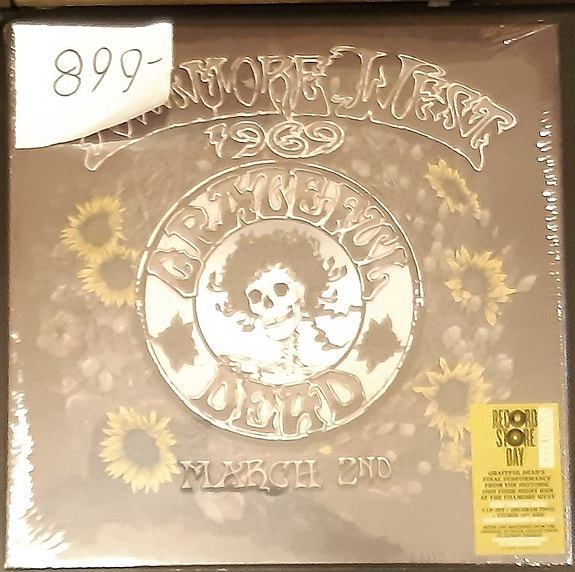 899-
FILLMORE WEST
1969
GRATEFUL
DEAD
MARCH 2ND
RECORD
STORE
DAY
GRATEFUL DEAD'S
FINAL PERFORMANCE
FROM THE HISTORIC
1969 FOUR NIGHT RUN
AT THE FILLMORE WEST